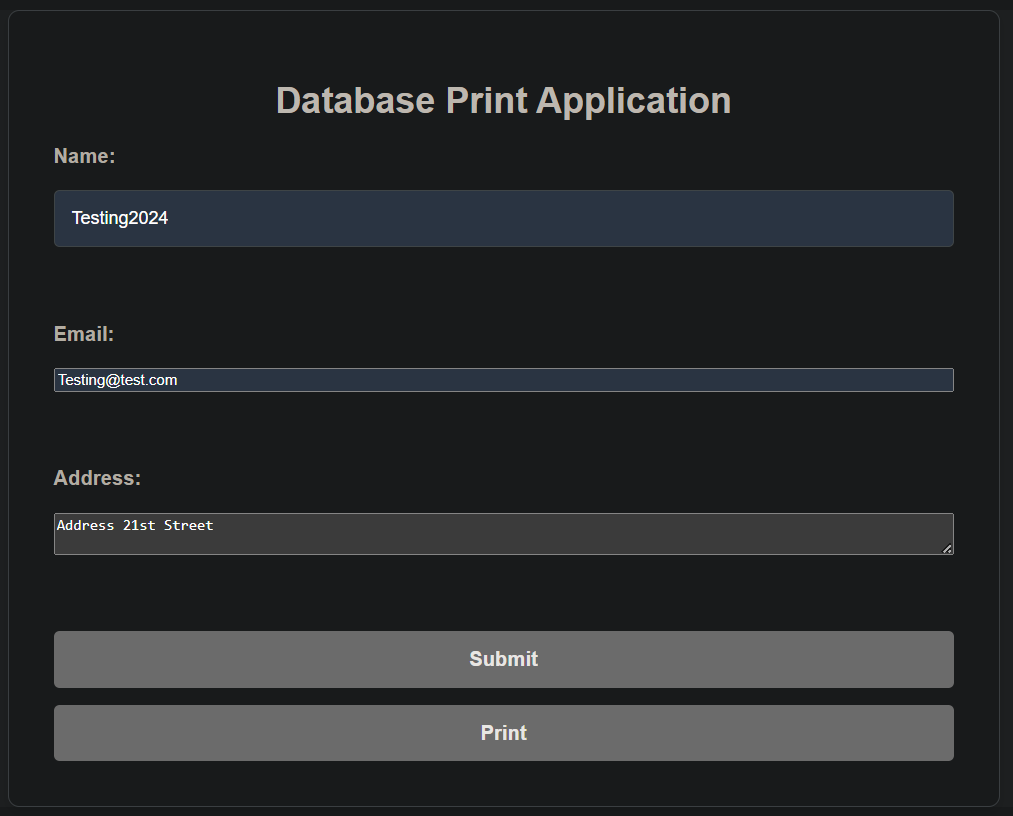 Database Print Application
Name:
Testing2024
Email:
Testing@test.com
Address:
Address 21st Street
Submit
Print